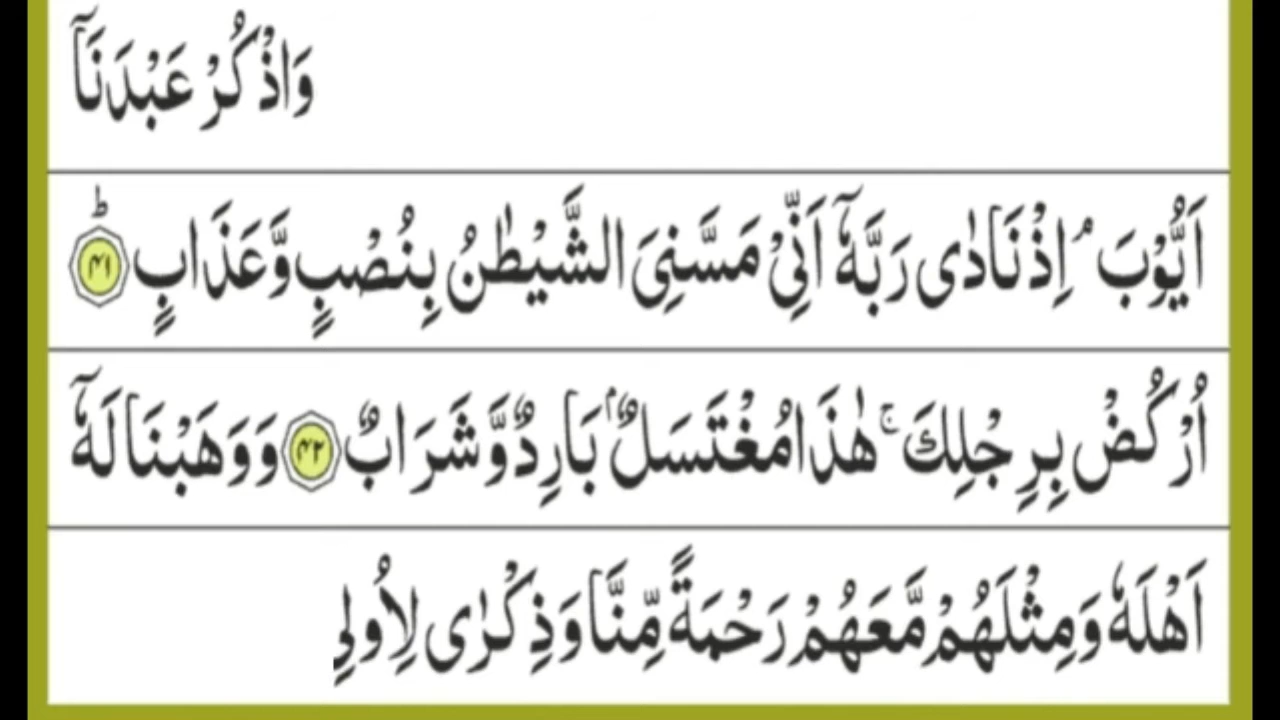 وَاذْكُرْ عَبْدَنَاۤ
اَیُّوْبَ ۘ اِذْ نَادٰی رَبَّهٗۤ اَنِّیْ مَسَّنِیَ الشَّیْطٰنُ بِنُصْبٍ وَّعَذَابٍ ؕ ﴿۴۱﴾
اُرْكُضْ بِرِجْلِكَ ۚ هٰذَا مُغْتَسَلٌۢ بَارِدٌ وَّشَرَابٌ ﴿۴۲﴾ وَوَهَبْنَا لَهٗۤ
اَهْلَهٗ وَمِثْلَهُمْ مَّعَهُمْ رَحْمَةً مِّنَّا وَذِكْرٰی لِاُولِی